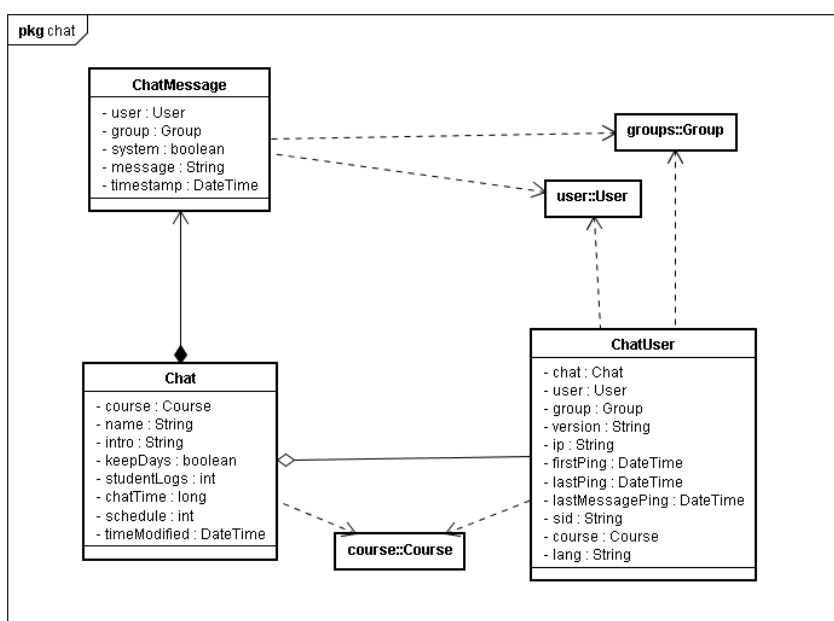 pkg chat
ChatMessage
- user : User
- group : Group
- system : boolean
- message : String
- timestamp : DateTime
groups::Group
user::User
Chat
- course : Course
- name : String
- intro : String
- keepDays : boolean
- studentLogs : int
- chatTime : long
- schedule : int
- timeModified : DateTime
ChatUser
- chat : Chat
- user : User
- group : Group
- version : String
- ip : String
- firstPing : DateTime
- lastPing : DateTime
- lastMessagePing : DateTime
- sid : String
- course : Course
- lang : String
course::Course